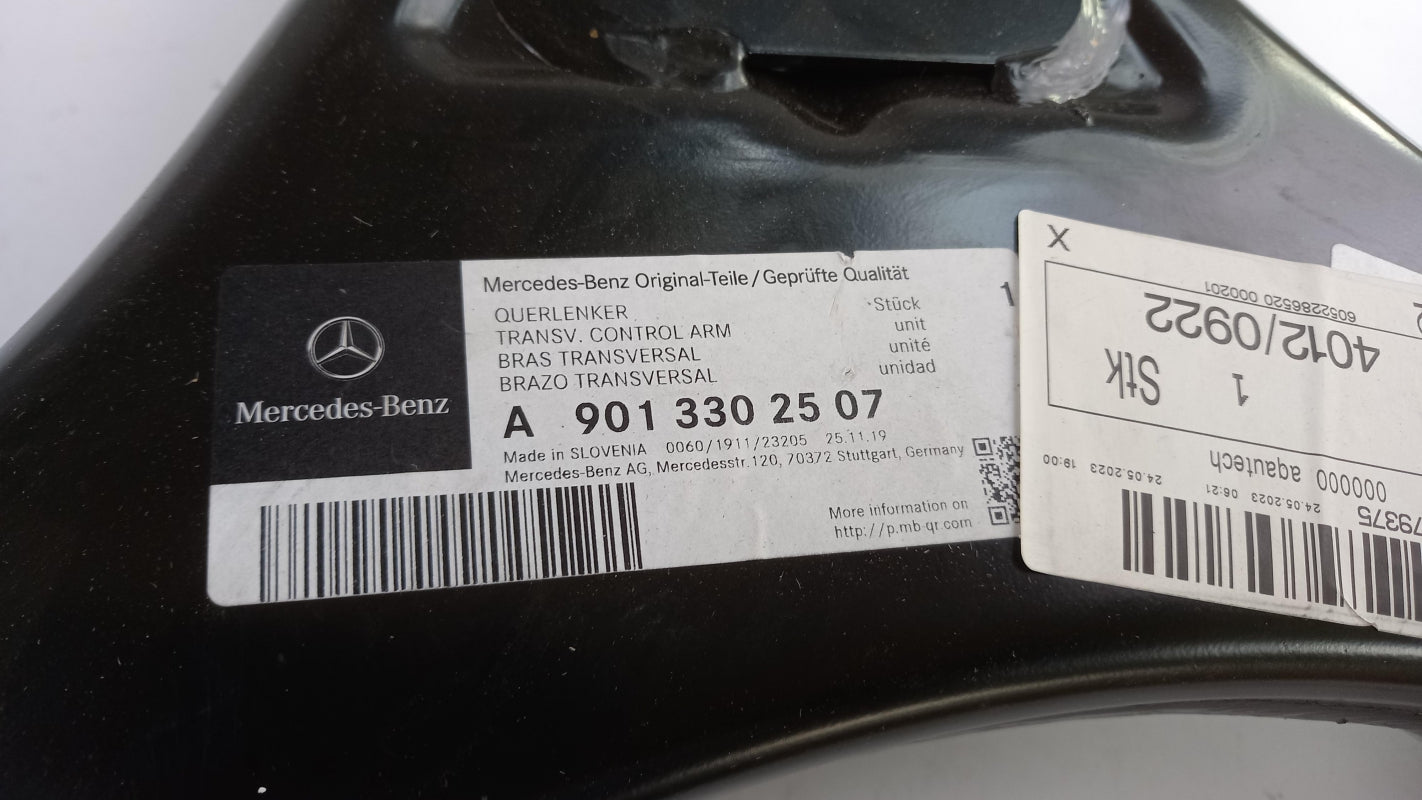 Mercedes-Benz
Mercedes-Benz Original-Teile/Geprüfte Qualität
QUERLENKER
TRANSV. CONTROL ARM
BRAS TRANSVERSAL
BRAZO TRANSVERSAL
Stück
unit
unité
unidad
1
A 901 330 25 07
Made in SLOVENIA 0060/1911/23205 25.11.19
Mercedes-Benz AG, Mercedesstr.120, 70372 Stuttgart, Germany
More information on
http://p.mb-qr.com
79375
24.05.2023 06:21
24.05.2023 19:00
000000 aqautech
1 Stk
4012/0922
6052286520 000201
X